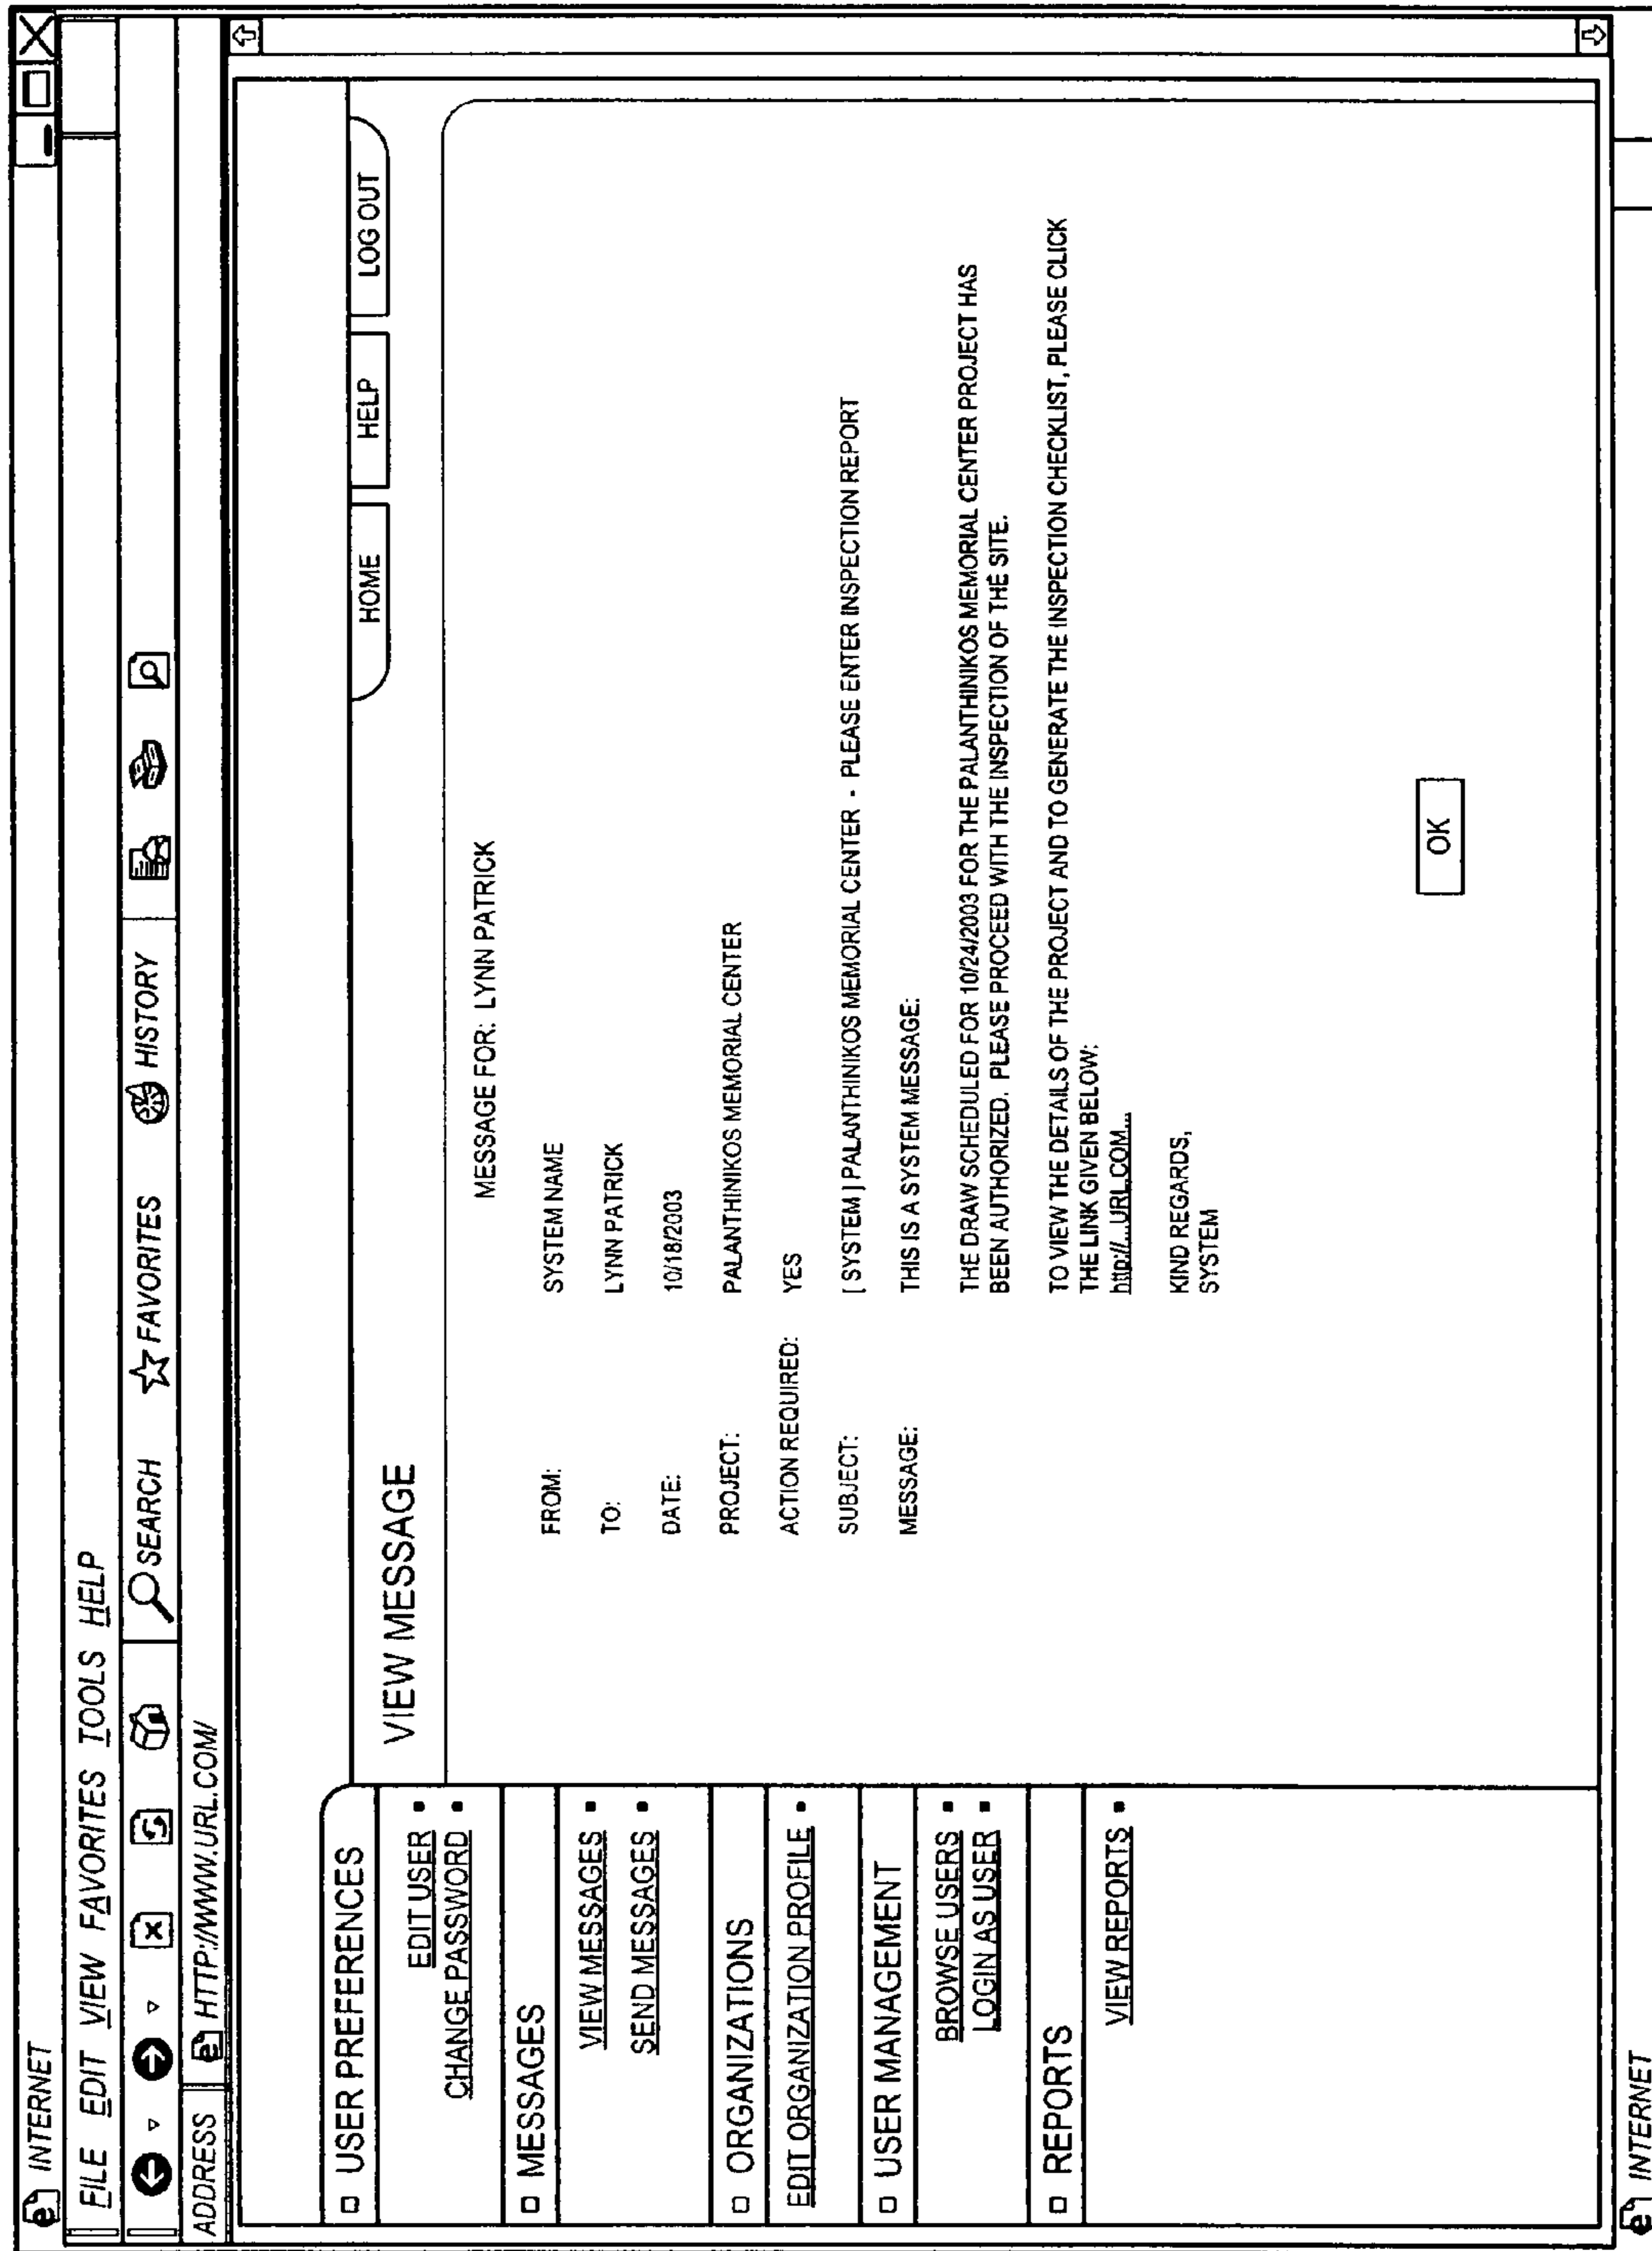 INTERNET
FILE EDIT VIEW FAVORITES TOOLS HELP
SEARCH FAVORITES HISTORY
ADDRESS HTTP://WWW.URL.COM/
HOME HELP LOG OUT
USER PREFERENCES
EDIT USER
CHANGE PASSWORD
MESSAGES
VIEW MESSAGES
SEND MESSAGES
ORGANIZATIONS
EDIT ORGANIZATION PROFILE
USER MANAGEMENT
BROWSE USERS
LOGIN AS USER
REPORTS
VIEW REPORTS
VIEW MESSAGE
MESSAGE FOR: LYNN PATRICK
FROM: SYSTEM NAME
TO: LYNN PATRICK
DATE: 10/18/2003
PROJECT: PALANTHINIKOS MEMORIAL CENTER
ACTION REQUIRED: YES
SUBJECT: [ SYSTEM ] PALANTHINIKOS MEMORIAL CENTER - PLEASE ENTER INSPECTION REPORT
MESSAGE: THIS IS A SYSTEM MESSAGE:
THE DRAW SCHEDULED FOR 10/24/2003 FOR THE PALANTHINIKOS MEMORIAL CENTER PROJECT HAS
BEEN AUTHORIZED. PLEASE PROCEED WITH THE INSPECTION OF THE SITE.
TO VIEW THE DETAILS OF THE PROJECT AND TO GENERATE THE INSPECTION CHECKLIST, PLEASE CLICK
THE LINK GIVEN BELOW:
http://...URL.COM...
KIND REGARDS,
SYSTEM
OK
INTERNET